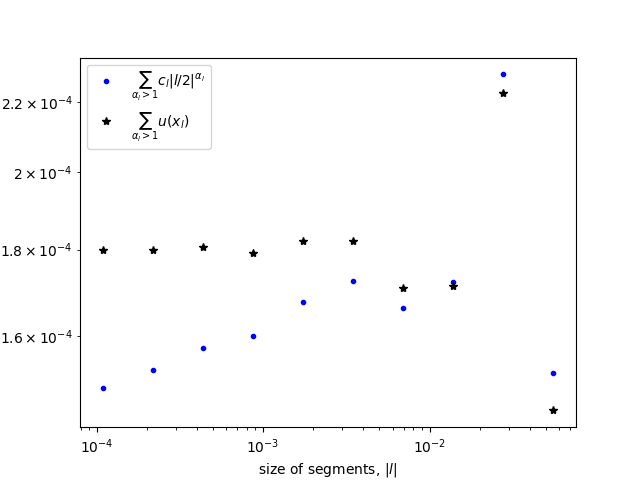 ∑ c_l|l/2|^{α_l}
α_l>1
∑ u(x_l)
α_l>1
2.2 × 10⁻⁴
2 × 10⁻⁴
1.8 × 10⁻⁴
1.6 × 10⁻⁴
10⁻⁴ 10⁻³ 10⁻²
size of segments, |l|